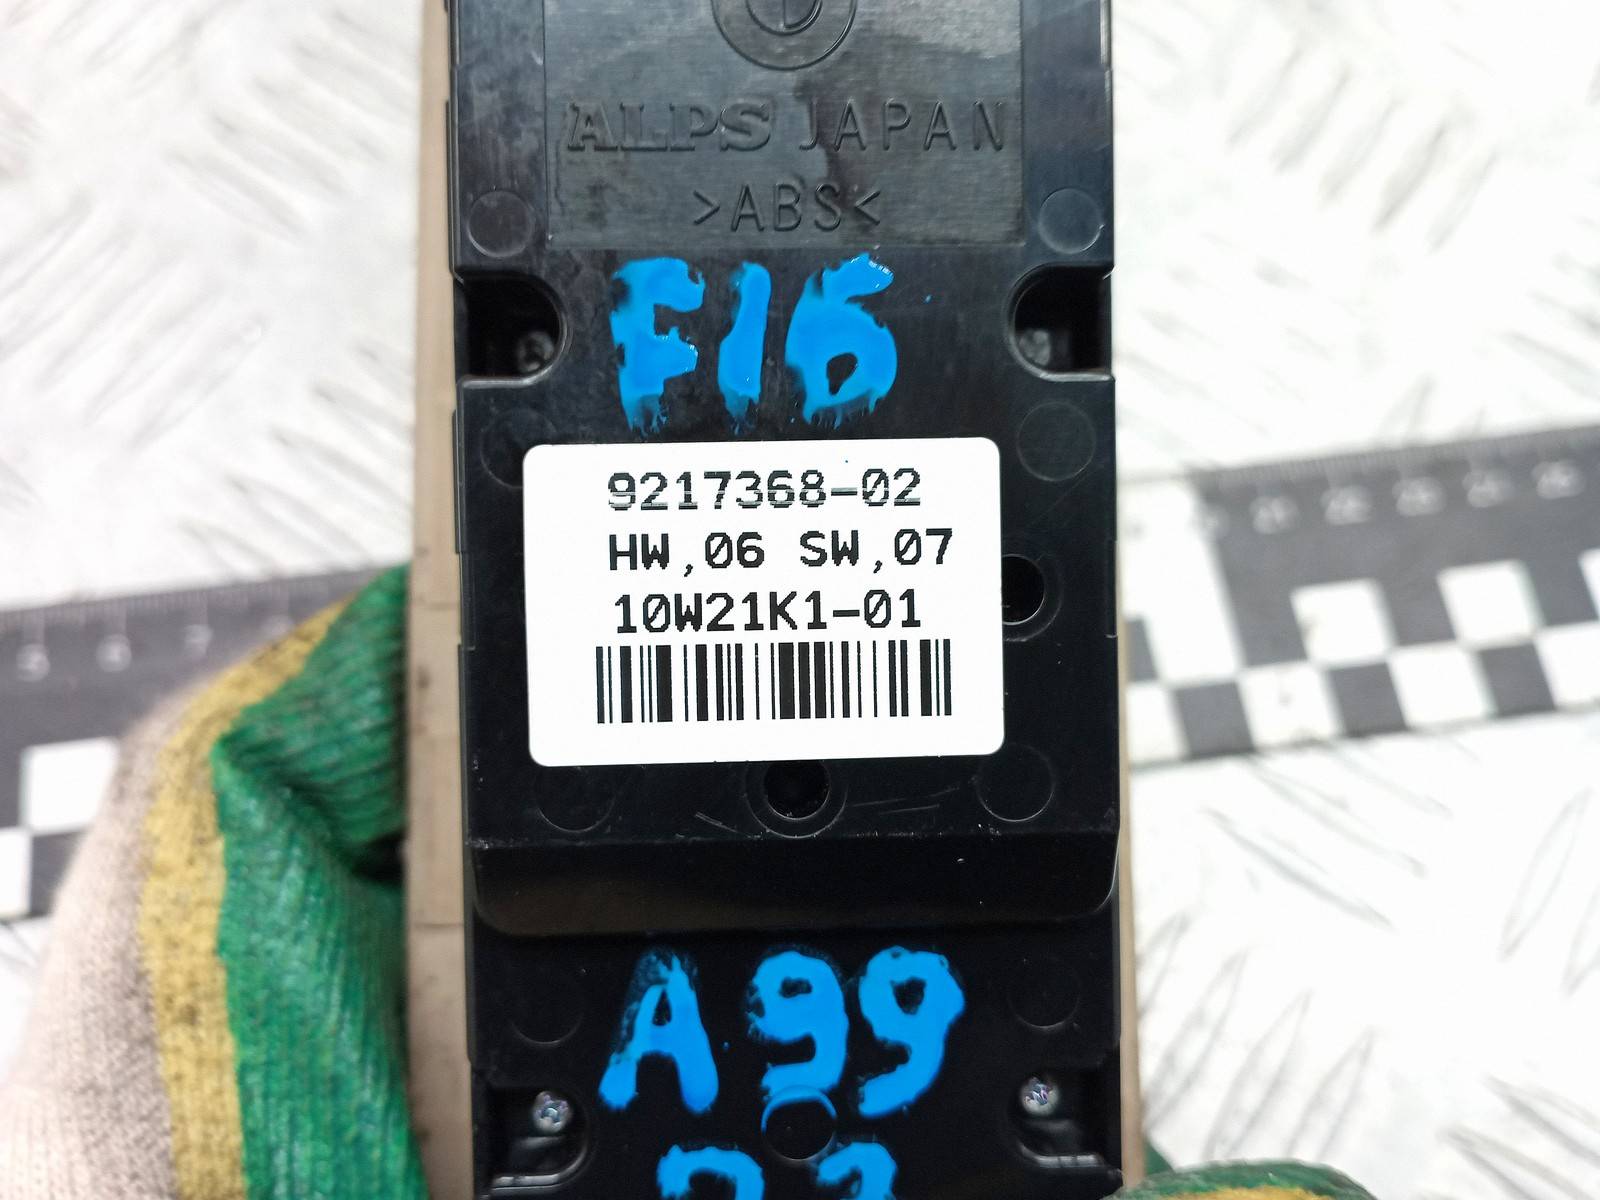 ALPS JAPAN
>ABS<
F16
9217368-02
HW,06 SW,07
10W21K1-01
A99